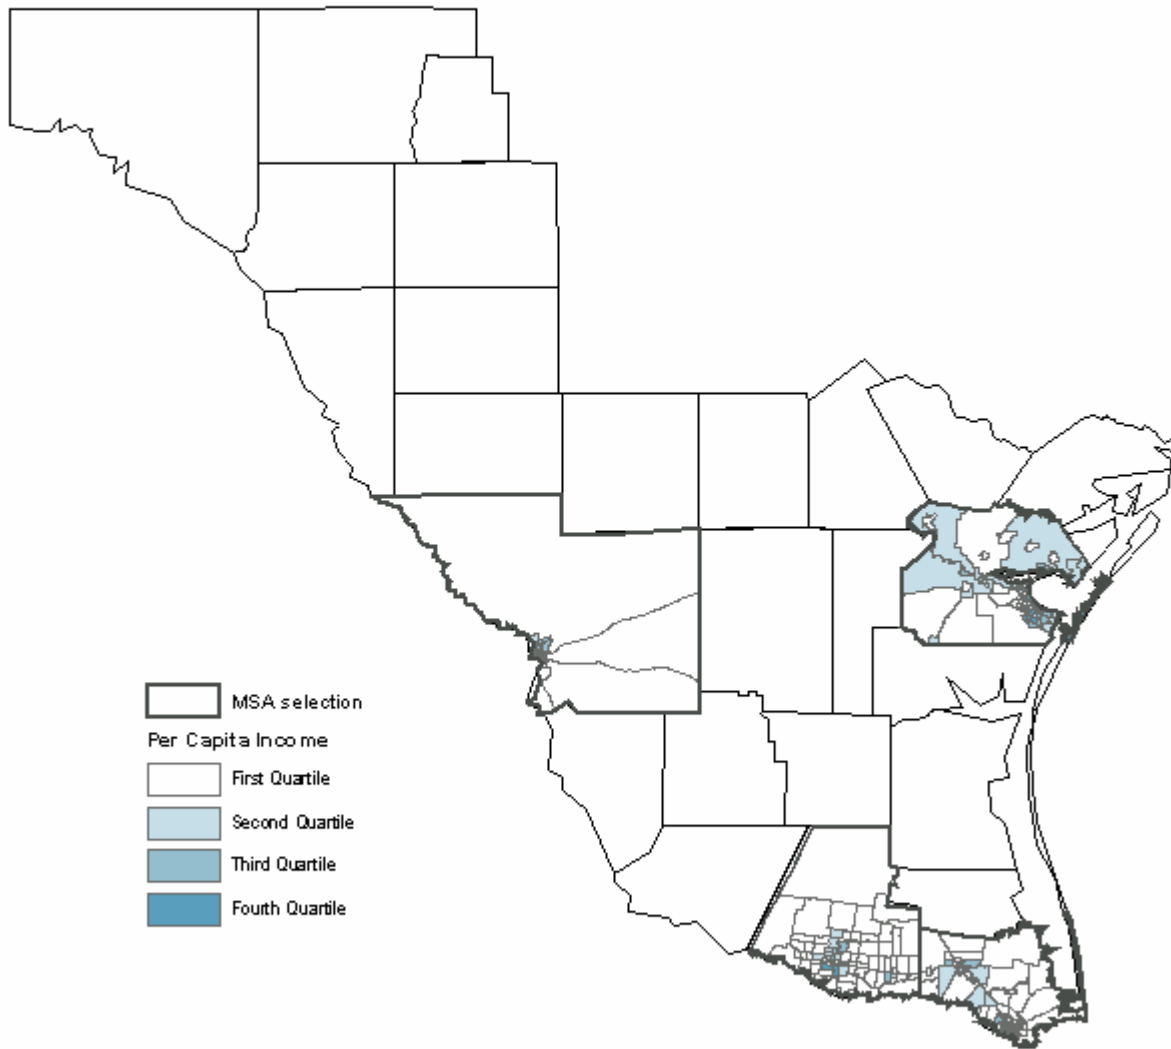 MSA selection
Per Capita Income
First Quartile
Second Quartile
Third Quartile
Fourth Quartile